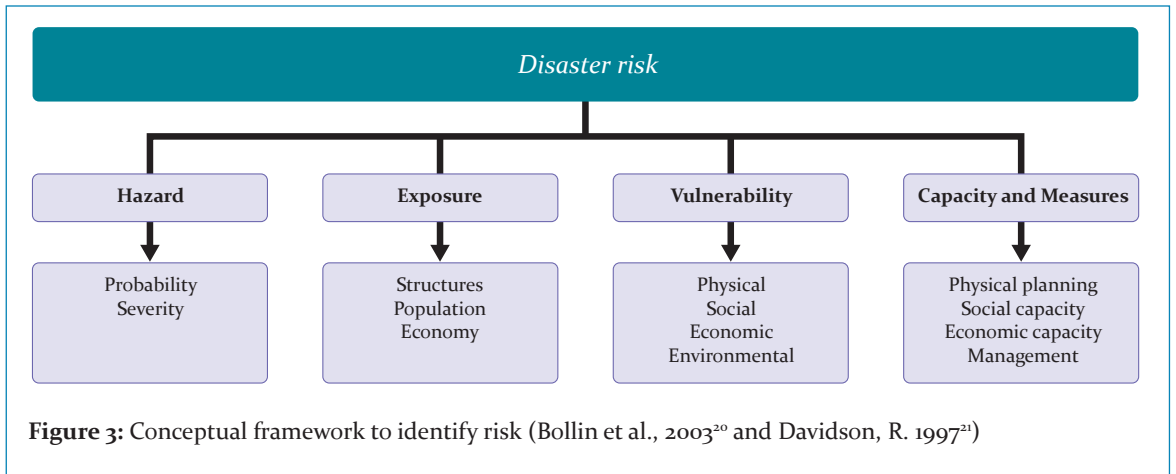 Disaster risk
Hazard
Exposure
Vulnerability
Capacity and Measures
Probability
Severity
Structures
Population
Economy
Physical
Social
Economic
Environmental
Physical planning
Social capacity
Economic capacity
Management
Figure 3: Conceptual framework to identify risk (Bollin et al., 2003²⁰ and Davidson, R. 1997²¹)